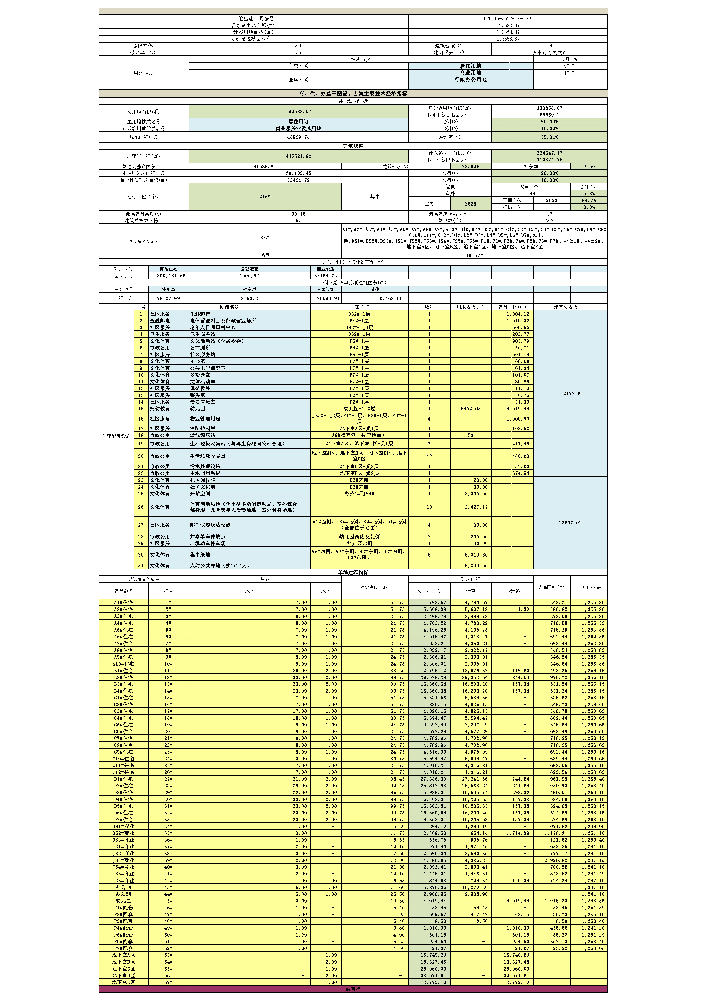 土地出让合同编号 520115-2022-CR-0109
规划总用地面积(㎡) 190528.07
计容用地面积(㎡) 133858.87
可建设规模面积(㎡) 133858.87
容积率(%) 2.5 建筑密度（%) 24
绿地率（%） 35 建筑限高（M） 以审定方案为准
用地性质 性质分类 比例（%）
主要性质 居住用地 90.0%
兼容性质 商业用地 10.0%
行政办公用地
商、住、办总平图设计方案主要技术经济指标
用 地 指 标
总用地面积(M²) 190528.07 可计容用地面积(㎡) 133858.87
不可计容用地面积(㎡) 56669.2
主用地性质名称 居住用地 比例(%) 90.00%
可兼容用地性质名称 商业服务业设施用地 比例(%) 10.00%
绿地面积(㎡) 46869.74 绿地率(%) 35.01%
建筑规模
总建筑面积(㎡) 445521.92 计入容积率面积(㎡) 334647.17
不计入容积率面积(㎡) 110874.75
总建筑基底面积(㎡) 31589.61 建筑密度(%) 23.60% 容积率 2.50
主性质建筑面积(㎡) 301182.45 比例(%) 90.00%
兼容性质建筑面积(㎡) 33464.72 比例(%) 10.00%
总停车位（个） 2769 其中 位置 数量（个） 比例（%）
室外 146 5.3%
室内 2623 平面车位 2623 94.7%
机械车位 0.0%
最高建筑高度(M) 99.75 最高建筑层数（层） 33
建筑总栋数（栋） 57 总户数(户) 2370
建筑命名及编号 命名 A1#,A2#,A3#,A4#,A5#,A6#,A7#,A8#,A9#,A10#,B1#,B2#,B3#,B4#,C1#,C2#,C3#,C4#,C5#,C6#,C7#,C8#,C9#
,C10#,C11#,C12#,D1#,D2#,D3#,D4#,D5#,D6#,D7#,幼儿
园,DS1#,DS2#,DS3#,JS1#,JS2#,JS3#,JS4#,JS5#,JS6#,P1#,P2#,P3#,P4#,P5#,P6#,P7#、办公1#、办公2#、
地下室A区、地下室B区、地下室C区、地下室D区、地下室E区
编号 1#~57#
计入容积率分项建筑面积(㎡)
建筑性质 商品住宅 公建配套 商业设施
面积(㎡) 300,181.65 1000.80 33464.72
不计入容积率分项建筑面积(㎡)
建筑性质 停车场 架空层 人防设施 其他
面积(㎡) 78127.99 2190.3 20093.91 10,462.55
公建配套设施 序号 设施名称 所在位置 数量 用地规模(㎡) 建筑规模(㎡) 建筑总规模(㎡)
1 社区服务 生鲜超市 DS2#-1层 1 1,004.12
2 金融邮电 电信营业网点及邮政营业场所 P4#-1层 1 1,010.30
3 社区服务 老年人日间照料中心 DS2#-1_3层 1 506.50
4 卫生服务 卫生服务站 DS2#-1层 1 203.77
5 文化体育 文化活动站（含居委会） P6#-1层 1 903.79
6 市政公用 公共厕所 P6#-1层 1 50.71
7 社区服务 社区服务站 P5#-1层 1 601.18
8 文化体育 图书室 P7#-1层 1 66.68
9 文化体育 公共电子阅览室 P7#-1层 1 61.34
10 文化体育 多功能室 P7#-1层 1 101.09
11 文化体育 文体活动室 P7#-1层 1 80.86
12 社区服务 母婴设施 P7#-1层 1 11.10
13 社区服务 警务室 P2#-1层 1 30.76
12177.6
14 社区服务 治安值班室 P2#-1层 1 31.39
15 托幼教育 幼儿园 幼儿园-1_3层 1 5402.05 4,919.44
16 社区服务 物业管理用房 JS5#-1_2层,P1#-1层，P2#-1层，P3#-1
层 4 1,000.80
17 社区服务 消防控制室 地下室A区-负1层 1 102.82
18 市政公用 燃气调压站 A8#楼西侧（位于地面） 1 50
19 市政公用 生活垃圾收集站（与再生资源回收站合设） 地下室A区、地下室C区-负1层 2 277.98
20 市政公用 生活垃圾收集点 地下室A区、地下室B区、地下室C区、地下
室D区 48 480.00
21 市政公用 污水处理设施 地下室D区-负2层 1 58.03
22 市政公用 中水回用系统 地下室D区-负2层 1 674.94
23 文化体育 社区阅报栏 B3#东侧 1 20.00
24 文化体育 社区文化墙 B3#东侧 1 30.00
25 文化体育 开敞空间 办公1#~JS4# 1 3,000.00
26 文化体育 体育活动场地（含小型多功能运动场、室外综合
健身地、儿童老年人活动场地、室外健身场地） 10 3,427.17
27 社区服务 邮件快递送达设施 A1#西侧、JS4#北侧、B2#北侧、D7#北侧
（全部位于地面） 4 30.00
23607.02
28 市政公用 共享单车停放点 幼儿园西侧及北侧 2 200.00
29 社区服务 非机动车停车场 幼儿园北侧 1 30.00
30 文化体育 集中绿地 A5#西侧、A3#东侧、B3#东侧、D2#南侧、
C2#东侧、 5 5,018.80
31 文化体育 人均公共绿地（按1㎡/人） 6,399.00
单栋建筑指标
建筑命名及编号 层数 建筑高度（M） 建筑面积 基底面积(㎡) ±0.00标高
建筑命名 编号 地上 地下 总面积(㎡) 计容 不计容
A1#住宅 1# 17.00 1.00 51.75 4,793.57 4,793.57 - 342.31 1,255.85
A2#住宅 2# 17.00 1.00 51.75 5,608.38 5,607.18 1.20 386.82 1,255.85
A3#住宅 3# 8.00 1.00 24.75 2,498.78 2,498.78 - 373.08 1,255.85
A4#住宅 4# 8.00 1.00 24.75 4,783.22 4,783.22 - 718.98 1,255.35
A5#住宅 5# 7.00 1.00 21.75 4,196.25 4,196.25 - 718.25 1,253.85
A6#住宅 6# 7.00 1.00 21.75 4,016.47 4,016.47 - 692.44 1,252.35
A7#住宅 7# 7.00 1.00 21.75 4,053.21 4,053.21 - 692.44 1,252.35
A8#住宅 8# 7.00 1.00 21.75 2,022.17 2,022.17 - 346.54 1,253.85
A9#住宅 9# 8.00 1.00 24.75 2,306.01 2,306.01 - 346.54 1,255.35
A10#住宅 10# 8.00 1.00 24.75 2,306.01 2,306.01 - 346.54 1,255.85
B1#住宅 11# 29.00 2.00 88.50 12,796.12 12,676.32 119.80 493.35 1,256.15
B2#住宅 12# 33.00 2.00 99.75 29,598.28 29,353.64 244.64 975.72 1,256.15
B3#住宅 13# 33.00 2.00 99.75 16,360.58 16,203.20 157.38 531.24 1,256.15
B4#住宅 14# 33.00 2.00 99.75 16,360.58 16,203.20 157.38 531.24 1,256.15
C1#住宅 15# 17.00 1.00 51.75 5,584.56 5,584.56 - 385.62 1,258.15
C2#住宅 16# 17.00 1.00 51.75 4,826.15 4,826.15 - 348.70 1,259.65
C3#住宅 17# 17.00 1.00 51.75 4,826.15 4,826.15 - 348.70 1,260.65
C4#住宅 18# 10.00 1.00 30.75 5,694.47 5,694.47 - 689.44 1,260.65
C5#住宅 19# 8.00 1.00 24.75 2,292.49 2,292.49 - 346.54 1,260.65
C6#住宅 20# 8.00 1.00 24.75 4,577.29 4,577.29 - 692.48 1,259.65
C7#住宅 21# 8.00 1.00 24.75 4,782.96 4,782.96 - 718.25 1,258.15
C8#住宅 22# 8.00 1.00 24.75 4,782.96 4,782.96 - 718.25 1,256.65
C9#住宅 23# 8.00 1.00 24.75 4,576.99 4,576.99 - 692.44 1,258.15
C10#住宅 24# 10.00 1.00 30.75 5,694.47 5,694.47 - 689.44 1,260.65
C11#住宅 25# 7.00 1.00 21.75 4,016.21 4,016.21 - 692.56 1,255.15
C12#住宅 26# 7.00 1.00 21.75 4,016.21 4,016.21 - 692.56 1,253.65
D1#住宅 27# 31.00 2.00 98.45 27,886.30 27,641.66 244.64 961.98 1,258.40
D2#住宅 28# 29.00 2.00 92.45 25,812.88 25,568.24 244.64 950.90 1,258.40
D3#住宅 29# 32.00 2.00 96.75 15,928.04 15,535.74 392.30 490.01 1,263.15
D4#住宅 30# 33.00 2.00 99.75 16,363.01 16,205.63 157.38 524.68 1,263.15
D5#住宅 31# 33.00 2.00 99.75 16,363.01 16,205.63 157.38 524.68 1,263.15
D6#住宅 32# 33.00 2.00 99.75 16,360.58 16,203.20 157.38 524.68 1,263.15
D7#住宅 33# 33.00 2.00 99.75 16,363.01 16,205.63 157.38 524.68 1,263.15
DS1#商业 34# 1.00 - 5.30 1,294.10 1,294.10 - 1,071.82 1,249.00
DS2#商业 35# 3.00 - 11.75 2,368.53 654.14 1,714.39 1,170.31 1,251.10
DS3#商业 36# 1.00 - 5.55 536.76 536.76 - 121.62 1,258.40
JS1#商业 37# 2.00 - 12.10 1,971.40 1,971.40 - 1,053.85 1,241.10
JS2#商业 38# 3.00 - 17.60 2,590.30 2,590.30 - 777.17 1,241.10
JS3#商业 39# 2.00 - 13.00 4,386.85 4,386.85 - 2,990.92 1,241.10
JS4#商业 40# 3.00 - 21.00 2,093.41 2,093.41 - 780.56 1,241.10
JS5#商业 41# 2.00 - 12.10 1,446.31 1,446.31 - 843.82 1,241.40
JS6#商业 42# 1.00 1.00 6.65 844.68 724.34 120.34 724.34 1,247.10
办公1# 43# 15.00 1.00 71.60 15,270.36 15,270.36 - - 1,241.10
办公2# 44# 5.00 1.00 25.50 2,908.96 2,908.96 - - 1,241.10
幼儿园 45# 3.00 - 12.60 4,919.44 - 4,919.44 1,918.20 1,243.85
P1#配套 46# 1.00 - 5.40 58.45 58.45 - 58.45 1,251.30
P2#配套 47# 1.00 - 4.05 509.57 447.42 62.15 85.70 1,256.15
P3#配套 48# 1.00 - 5.40 8.50 8.50 - 8.50 1,258.40
P4#配套 49# 1.00 - 8.80 1,010.30 - 1,010.30 455.66 1,241.20
P5#配套 50# 1.00 - 4.90 601.18 - 601.18 55.26 1,251.20
P6#配套 51# 1.00 - 5.55 954.50 - 954.50 368.13 1,258.40
P7#配套 52# 1.00 - 4.50 321.07 - 321.07 93.22 1,258.00
地下室A区 53# - 1.00 - 15,748.69 - 15,748.69
地下室B区 54# - 2.00 - 18,327.45 - 18,327.45
地下室C区 55# - 1.00 - 28,060.03 - 28,060.03
地下室D区 56# - 2.00 - 33,071.61 - 33,071.61
地下室E区 57# - 1.00 - 3,772.10 - 3,772.10
结束行